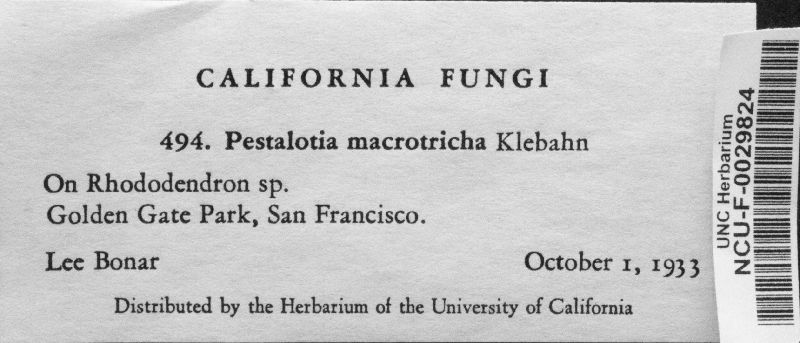 CALIFORNIA FUNGI
494. Pestalotia macrotricha Klebahn
On Rhododendron sp.
Golden Gate Park, San Francisco.
Lee Bonar October 1, 1933
Distributed by the Herbarium of the University of California
UNC Herbarium
NCU-F-0029824